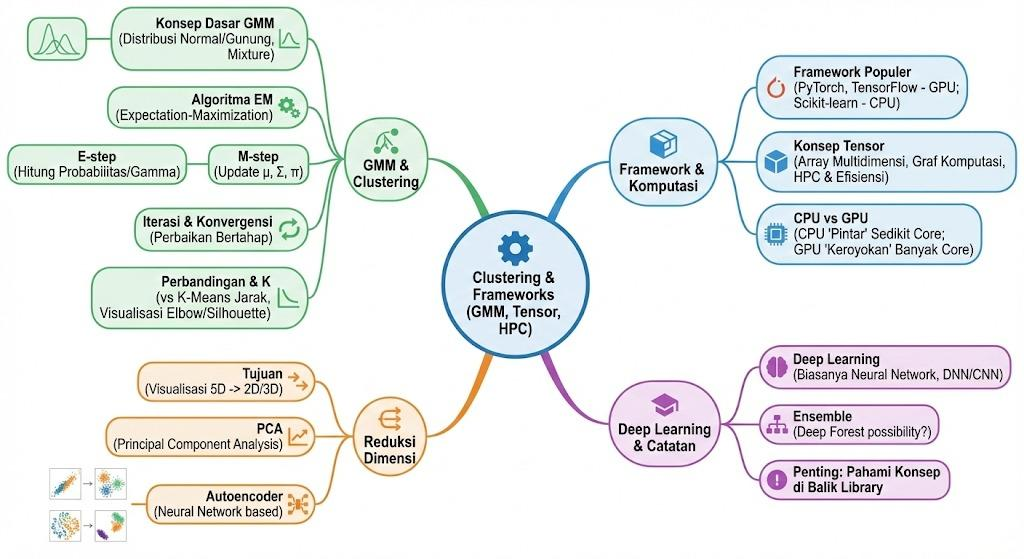 Konsep Dasar GMM
(Distribusi Normal/Gunung,
Mixture)
Algoritma EM
(Expectation-Maximization)
E-step
(Hitung Probabiiitas/Gamma)
M-step
(Update μ, Σ, π)
Iterasi & Konvergensi
(Perbaikan Bertahap)
Perbandingan & K
(vs K-Means Jarak,
Visualisasi Elbow/Silhouette)
GMM &
Clustering
Clustering &
Frameworks
(GMM, Tensor,
HPC)
Framework &
Komputasi
Framework Populer
(PyTorch, TensorFlow - GPU;
Scikit-learn - CPU)
Konsep Tensor
(Array Multidimensi, Graf Komputasi,
HPC & Efisiensi)
CPU vs GPU
(CPU 'Pintar' Sedikit Core;
GPU 'Keroyokan' Banyak Core)
Tujuan
(Visualisasi 5D -> 2D/3D)
PCA
(Principal Component Analysis)
Autoencoder
(Neural Network based)
Reduksi
Dimensi
Deep Learning
& Catatan
Deep Learning
(Biasanya Neural Network, DNN/CNN)
Ensemble
(Deep Forest possibility?)
Penting: Pahami Konsep
di Balik Library